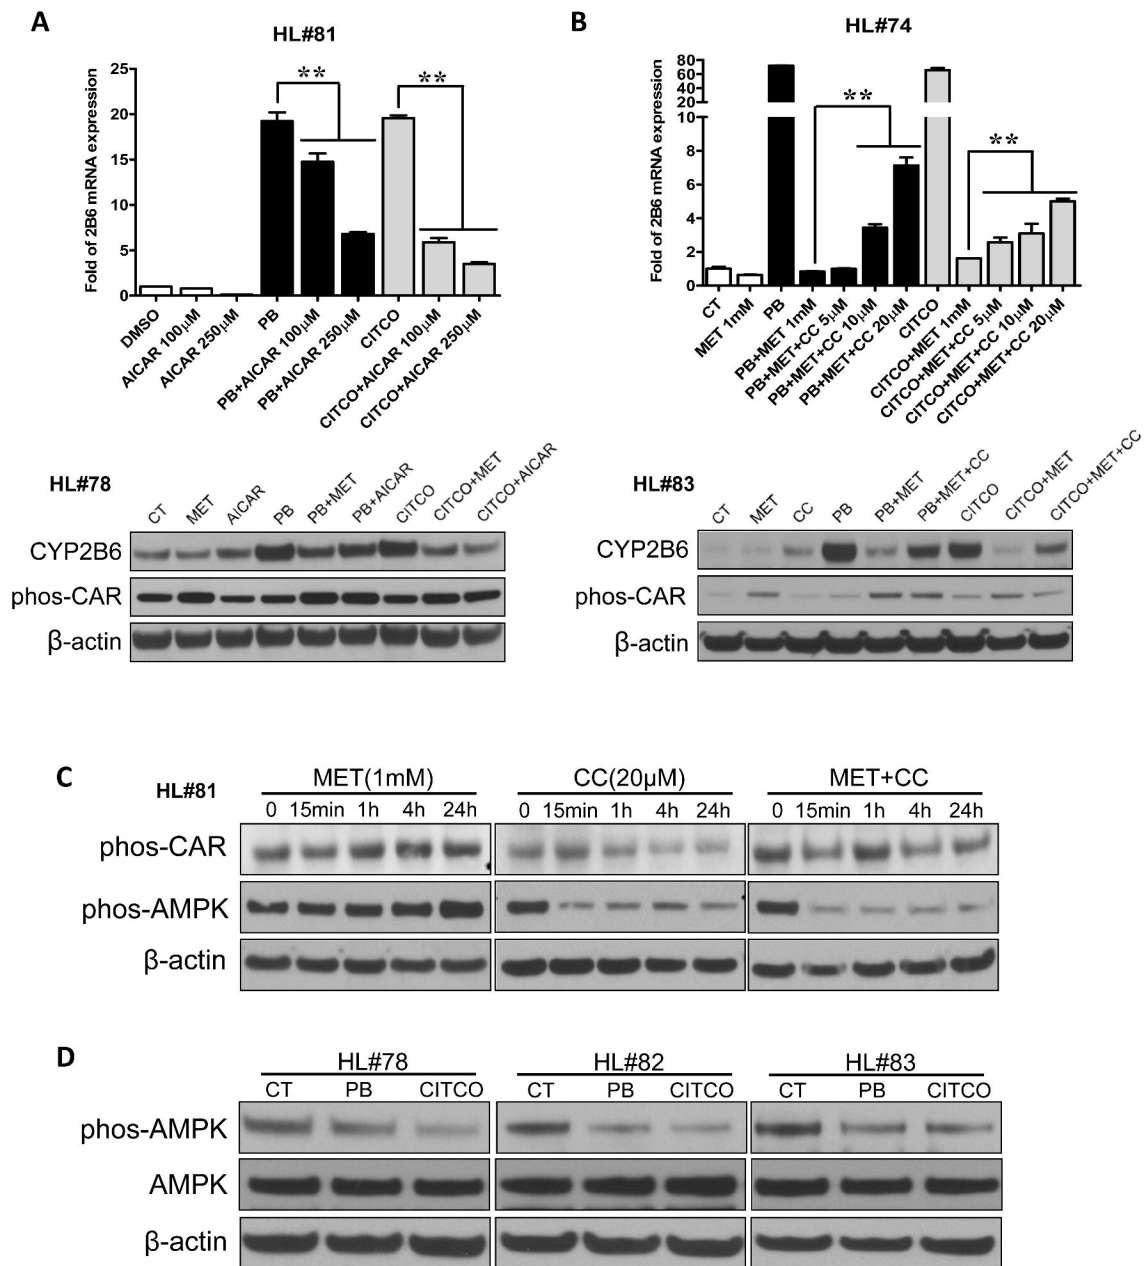 A
HL#81
Fold of 2B6 mRNA expression
25
20
15
10
5
0
**
**
DMSO
AICAR 100μM
AICAR 250μM
PB
PB+AICAR 100μM
PB+AICAR 250μM
CITCO
CITCO+AICAR 100μM
CITCO+AICAR 250μM
HL#78
CT
MET
AICAR
PB
PB+MET
PB+AICAR
CITCO
CITCO+MET
CITCO+AICAR
CYP2B6
phos-CAR
β-actin
B
HL#74
Fold of 2B6 mRNA expression
80
60
40
20
10
8
6
4
2
0
**
**
CT
MET 1mM
PB
PB+MET 1mM
PB+MET+CC 5μM
PB+MET+CC 10μM
PB+MET+CC 20μM
CITCO
CITCO+MET 1mM
CITCO+MET+CC 5μM
CITCO+MET+CC 10μM
CITCO+MET+CC 20μM
HL#83
CT
MET
CC
PB
PB+MET
PB+MET+CC
CITCO
CITCO+MET
CITCO+MET+CC
CYP2B6
phos-CAR
β-actin
C
HL#81
MET(1mM) CC(20μM) MET+CC
0 15min 1h 4h 24h 0 15min 1h 4h 24h 0 15min 1h 4h 24h
phos-CAR
phos-AMPK
β-actin
D
HL#78 HL#82 HL#83
CT PB CITCO CT PB CITCO CT PB CITCO
phos-AMPK
AMPK
β-actin